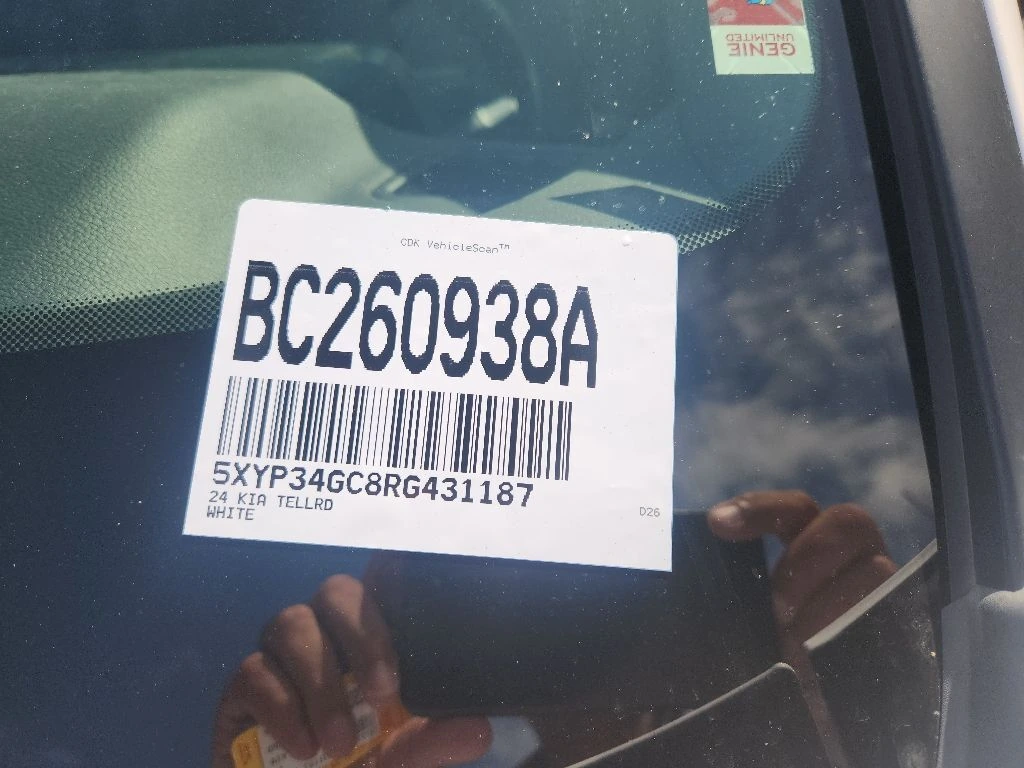 GENIE
UNLIMITED
CDK VehicleScan™
BC260938A
5XYP34GC8RG431187
24 KIA TELLRD
WHITE
D26